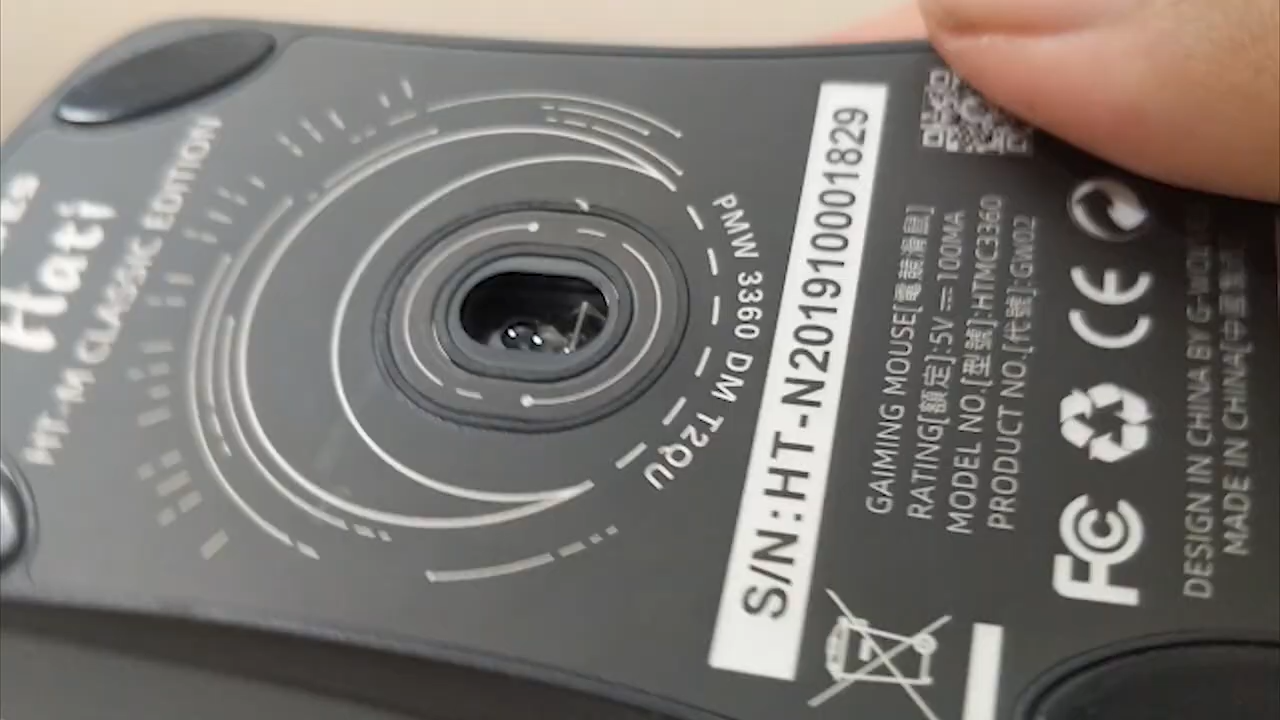 Hati
HT-M CLASSIC EDITION
PMW 3360 DM T2QU
S/N:HT-N201910001829
GAIMING MOUSE[電競滑鼠]
RATING[額定]:5V ⎓ 100MA
MODEL NO.[型號]:HTMC3360
PRODUCT NO.[代號]:GW02
CE
FC
DESIGN IN CHINA BY
MADE IN CHINA[中國製造]